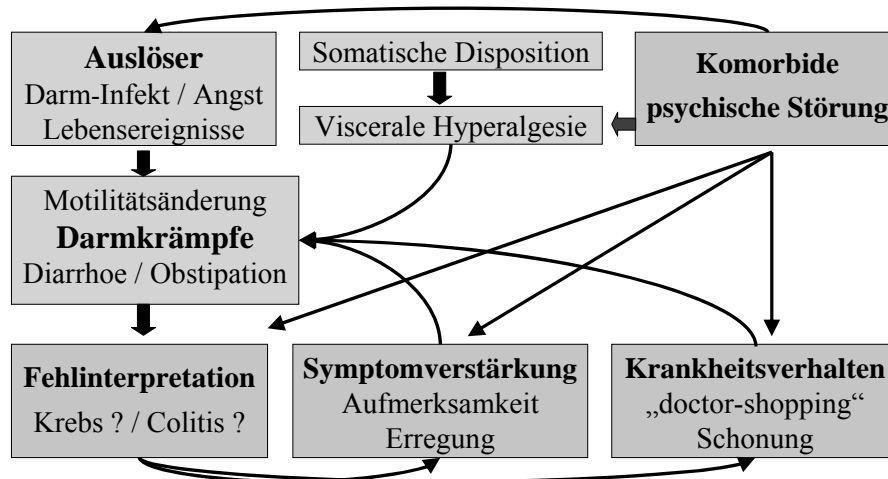 Auslöser
Darm-Infekt / Angst
Lebensereignisse
Somatische Disposition
Viscerale Hyperalgesie
Komorbide
psychische Störung
Motilitätsänderung
Darmkrämpfe
Diarrhoe / Obstipation
Fehlinterpretation
Krebs ? / Colitis ?
Symptomverstärkung
Aufmerksamkeit
Erregung
Krankheitsverhalten
„doctor-shopping“
Schonung